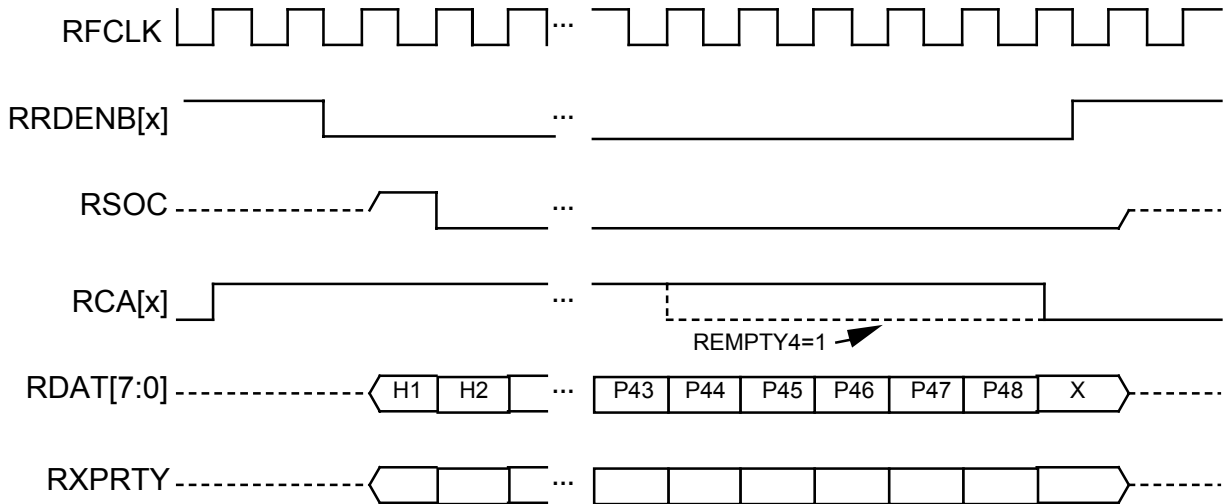 RFCLK ...
RRDENB[x] ...
RSOC ...
RCA[x] ...
REMPTY4=1
RDAT[7:0] H1 H2 ... P43 P44 P45 P46 P47 P48 X
RXPRTY ...